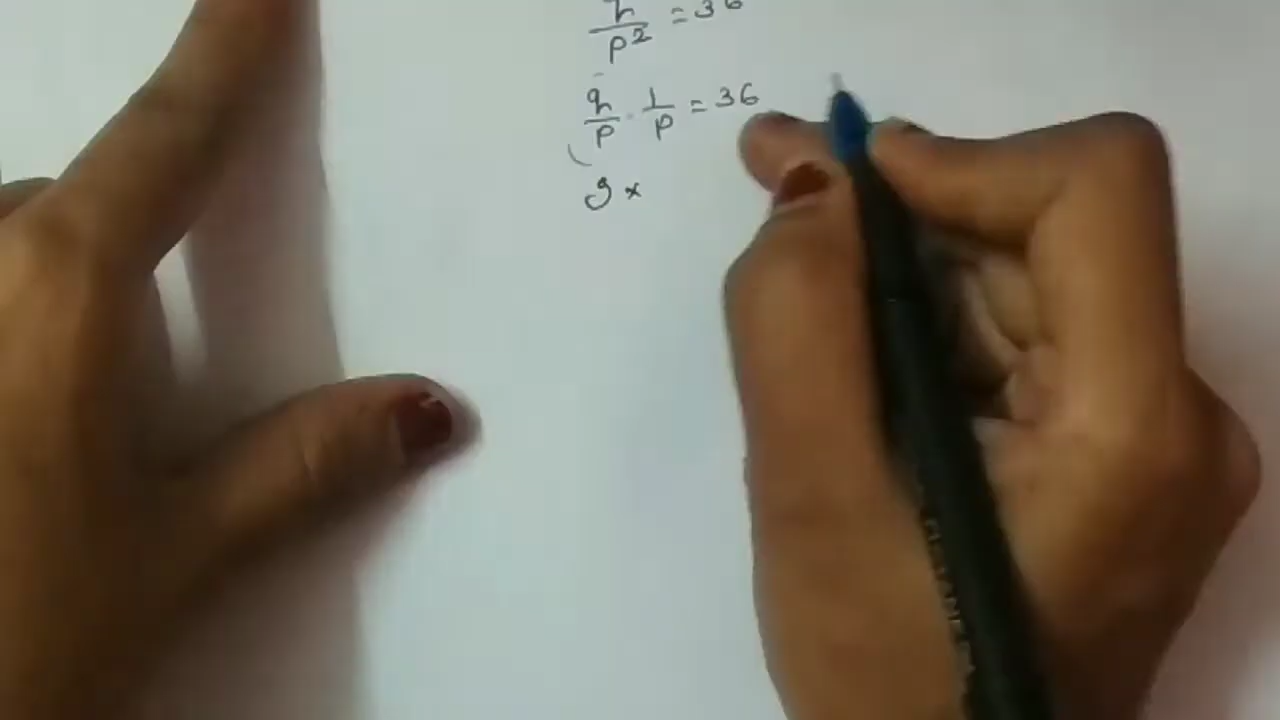 q/p² = 36
q/p · 1/p = 36
9 ×